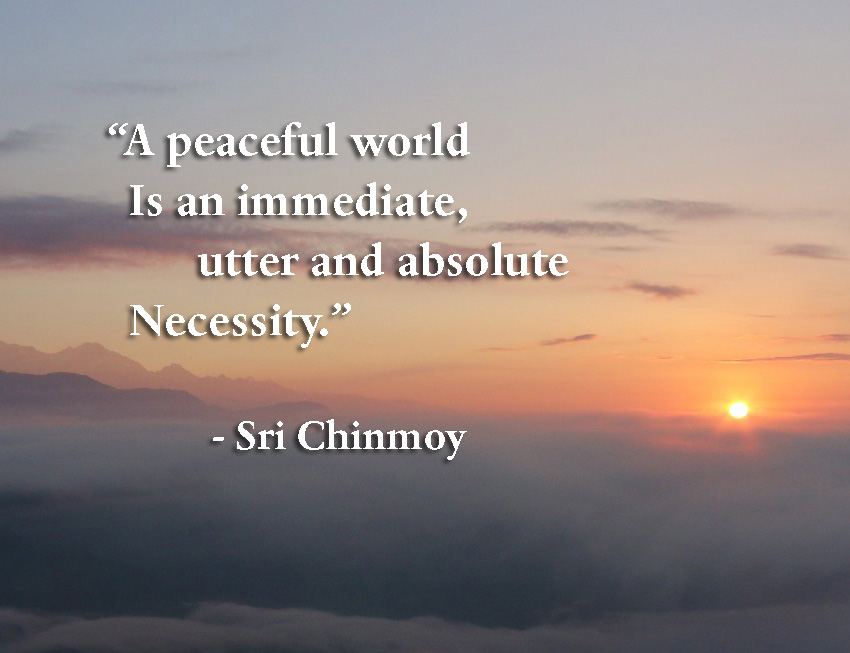 “A peaceful world
Is an immediate,
utter and absolute
Necessity.”
- Sri Chinmoy